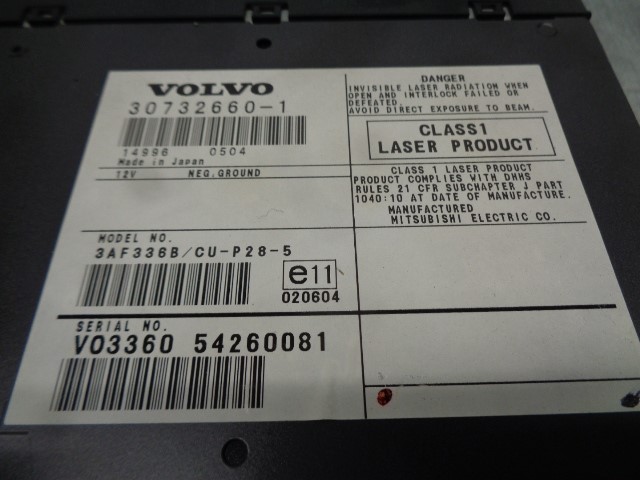 VOLVO
30732660-1
14996 0504
Made in Japan
12V NEG.GROUND
MODEL NO.
3AF336B/CU-P28-5
e11
020604
SERIAL NO.
VO3360 54260081
DANGER
INVISIBLE LASER RADIATION WHEN
OPEN AND INTERLOCK FAILED OR
DEFEATED.
AVOID DIRECT EXPOSURE TO BEAM.
CLASS1
LASER PRODUCT
CLASS 1 LASER PRODUCT
PRODUCT COMPLIES WITH DHHS
RULES 21 CFR SUBCHAPTER J PART
1040:10 AT DATE OF MANUFACTURE.
MANUFACTURED
MITSUBISHI ELECTRIC CO.